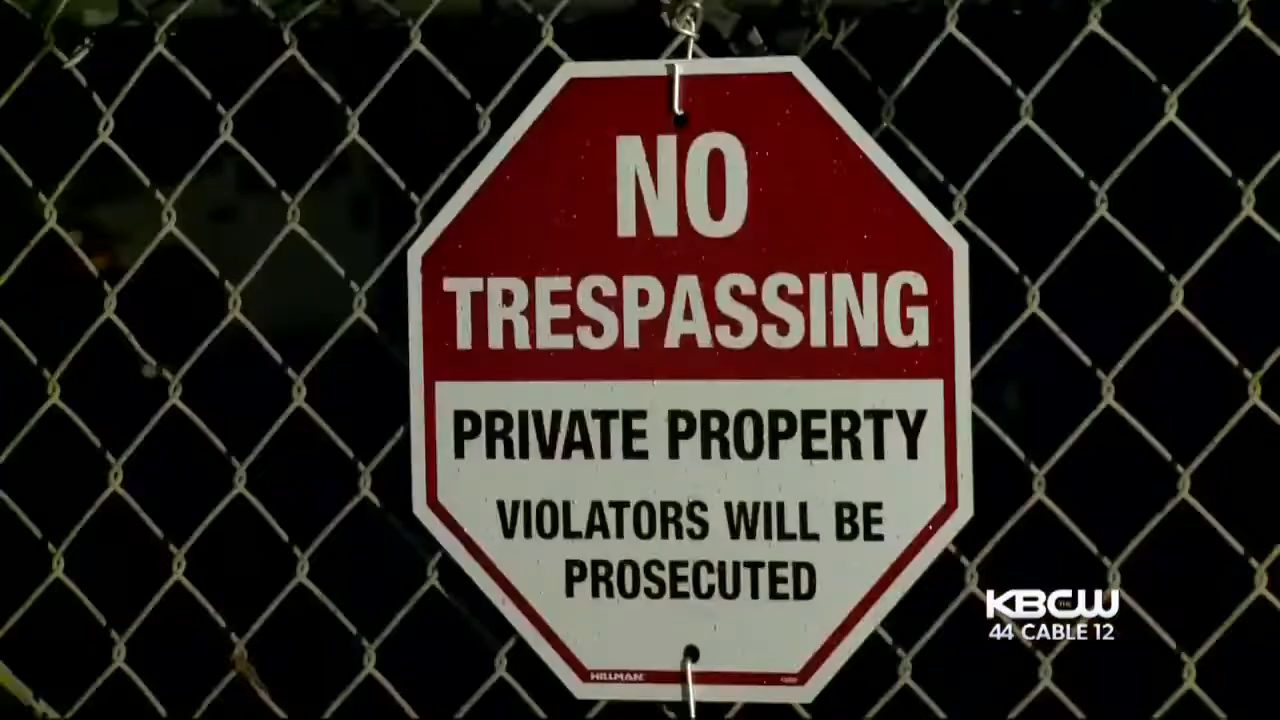 NO
TRESPASSING
PRIVATE PROPERTY
VIOLATORS WILL BE
PROSECUTED
HILLMAN
KBCW
44 CABLE 12